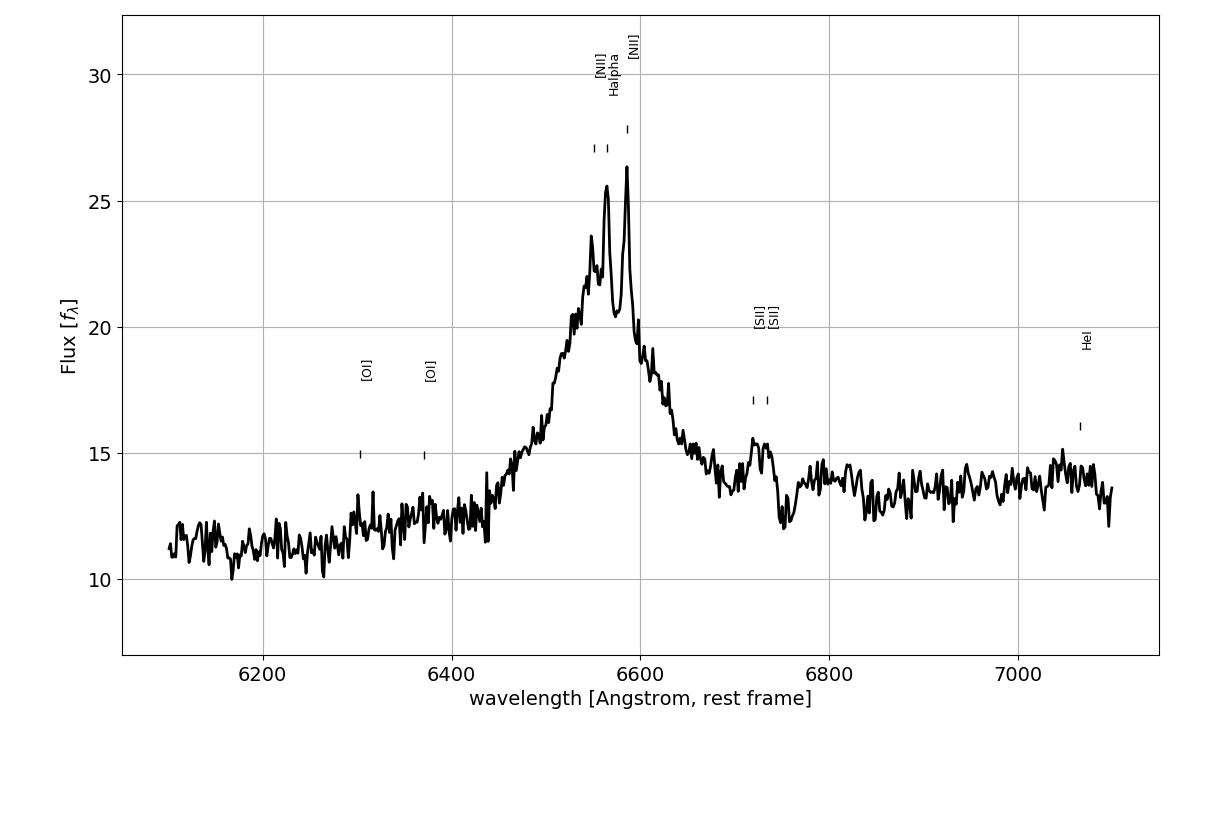 [NII]
[NII]
Halpha
[SII]
[SII]
HeI
[OI]
[OI]
30
25
20
15
10
Flux [fλ]
6200 6400 6600 6800 7000
wavelength [Angstrom, rest frame]